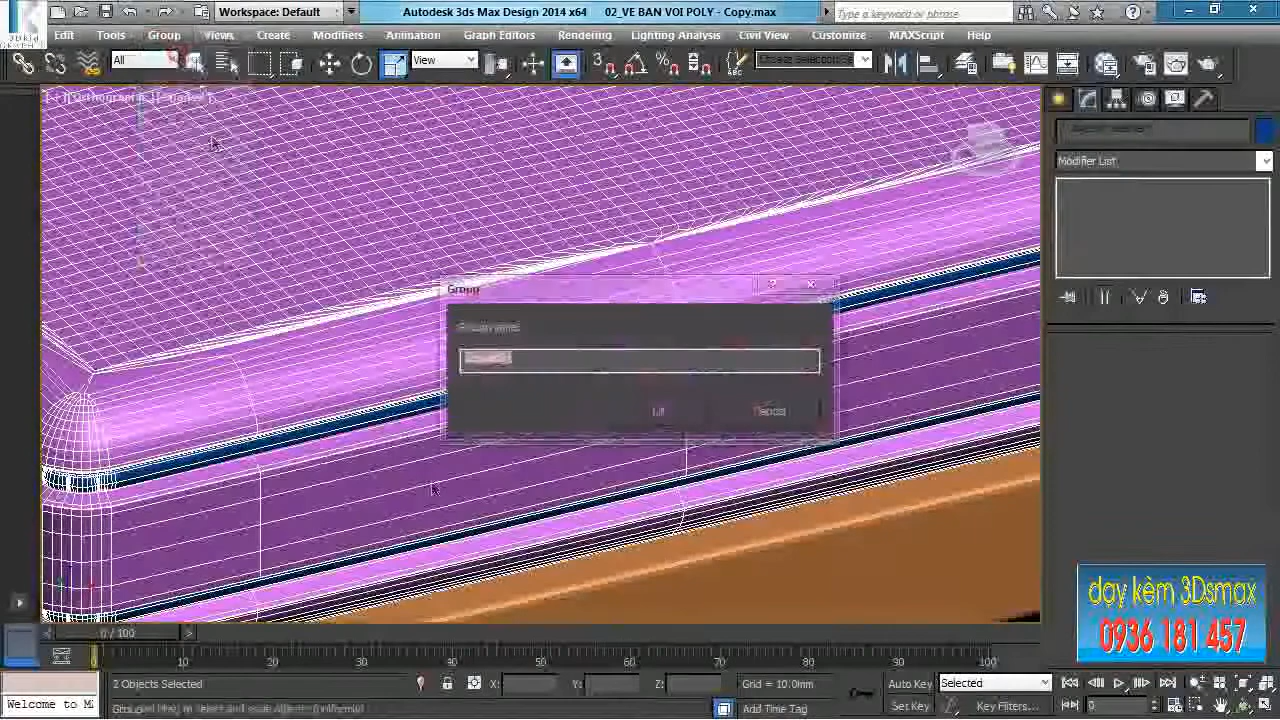 Workspace: Default
Autodesk 3ds Max Design 2014 x64
02_VE BAN VOI POLY - Copy.max
Type a keyword or phrase
Edit
Tools
Group
Views
Create
Modifiers
Animation
Graph Editors
Rendering
Lighting Analysis
Civil View
Customize
MAXScript
Help
All
View
Modifier List
Group
dạy kèm 3Dsmax
0936 181 457
0 / 100
10
20
30
40
50
60
70
80
90
100
2 Objects Selected
X:
Y:
Z:
Grid = 10.0mm
Auto Key
Selected
Welcome to M
Add Time Tag
Set Key
Key Filters...
0